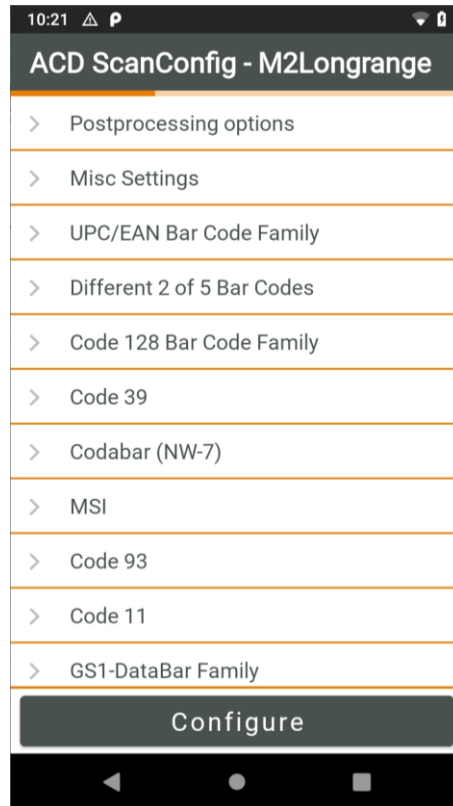 10:21
ACD ScanConfig - M2Longrange
Postprocessing options
Misc Settings
UPC/EAN Bar Code Family
Different 2 of 5 Bar Codes
Code 128 Bar Code Family
Code 39
Codabar (NW-7)
MSI
Code 93
Code 11
GS1-DataBar Family
Configure